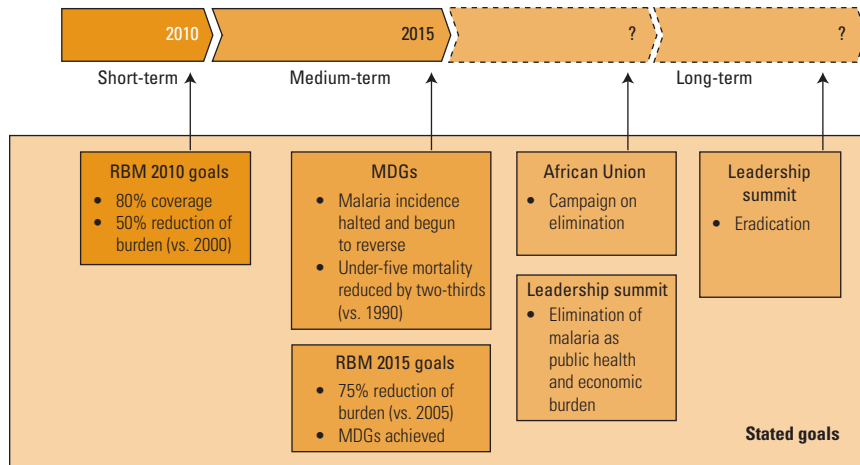 2010
2015
?
?
Short-term
Medium-term
Long-term
RBM 2010 goals
• 80% coverage
• 50% reduction of
burden (vs. 2000)
MDGs
• Malaria incidence
halted and begun
to reverse
• Under-five mortality
reduced by two-thirds
(vs. 1990)
RBM 2015 goals
• 75% reduction of
burden (vs. 2005)
• MDGs achieved
African Union
• Campaign on
elimination
Leadership summit
• Elimination of
malaria as
public health
and economic
burden
Leadership
summit
• Eradication
Stated goals